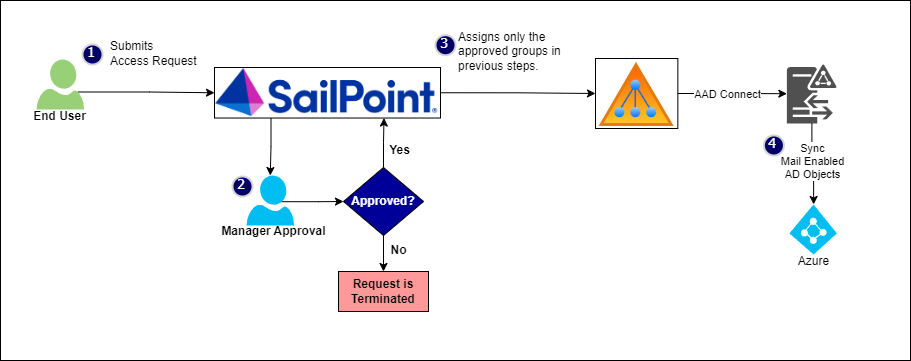 1
Submits
Access Request
End User
SailPoint®
3
Assigns only the
approved groups in
previous steps.
AAD Connect
4
Sync
Mail Enabled
AD Objects
Azure
2
Manager Approval
Approved?
Yes
No
Request is
Terminated